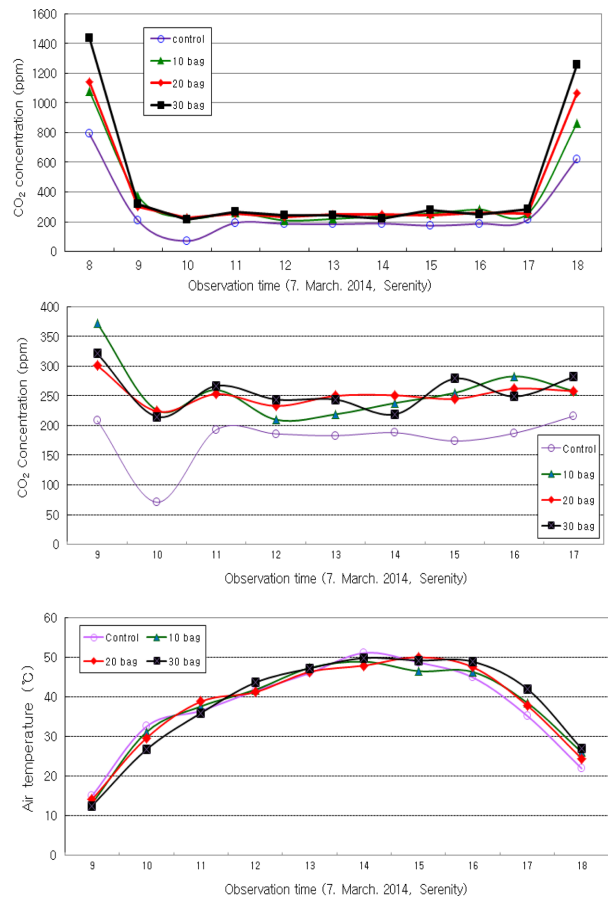 1600
1400
1200
1000
800
600
400
200
0
CO2 concentration (ppm)
control
10 bag
20 bag
30 bag
8 9 10 11 12 13 14 15 16 17 18
Observation time (7. March. 2014, Serenity)
400
350
300
250
200
150
100
50
0
CO2 Concentration (ppm)
Control
10 bag
20 bag
30 bag
9 10 11 12 13 14 15 16 17
Observation time (7. March. 2014, Serenity)
60
50
40
30
20
10
0
Air temperature (℃)
Control 10 bag
20 bag 30 bag
9 10 11 12 13 14 15 16 17 18
Observation time (7. March. 2014, Serenity)